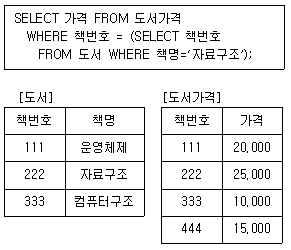 SELECT 가격 FROM 도서가격
WHERE 책번호 = (SELECT 책번호
FROM 도서 WHERE 책명='자료구조');
[도서]
책번호 책명
111 운영체제
222 자료구조
333 컴퓨터구조
[도서가격]
책번호 가격
111 20,000
222 25,000
333 10,000
444 15,000